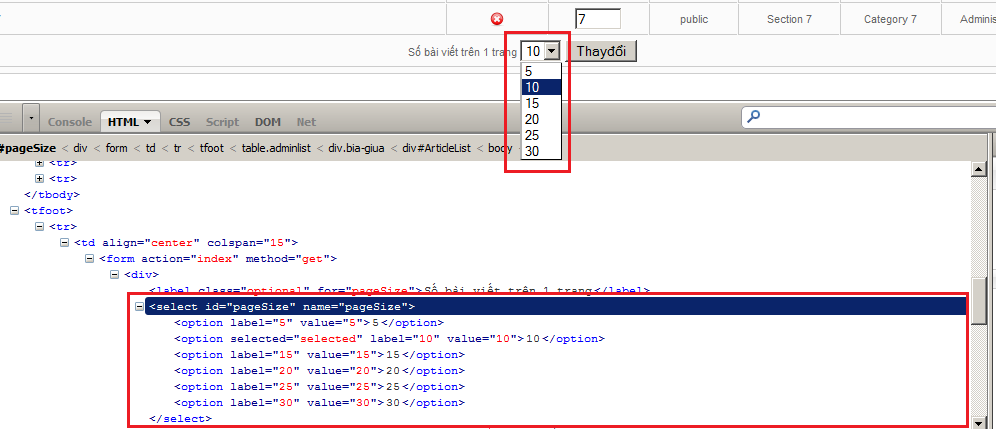 7 public Section 7 Category 7 Adminis
Số bài viết trên 1 trang 10 Thayđổi
5
10
15
20
25
30
Console HTML CSS Script DOM Net
#pageSize < div < form < td < tr < tfoot < table.adminlist < div.bia-giua < div#ArticleList < body
<tr>
<tr>
</tbody>
<tfoot>
<tr>
<td align="center" colspan="15">
<form action="index" method="get">
<div>
<label class="optional" for="pageSize">Số bài viết trên 1 trang</label>
<select id="pageSize" name="pageSize">
<option label="5" value="5">5</option>
<option selected="selected" label="10" value="10">10</option>
<option label="15" value="15">15</option>
<option label="20" value="20">20</option>
<option label="25" value="25">25</option>
<option label="30" value="30">30</option>
</select>